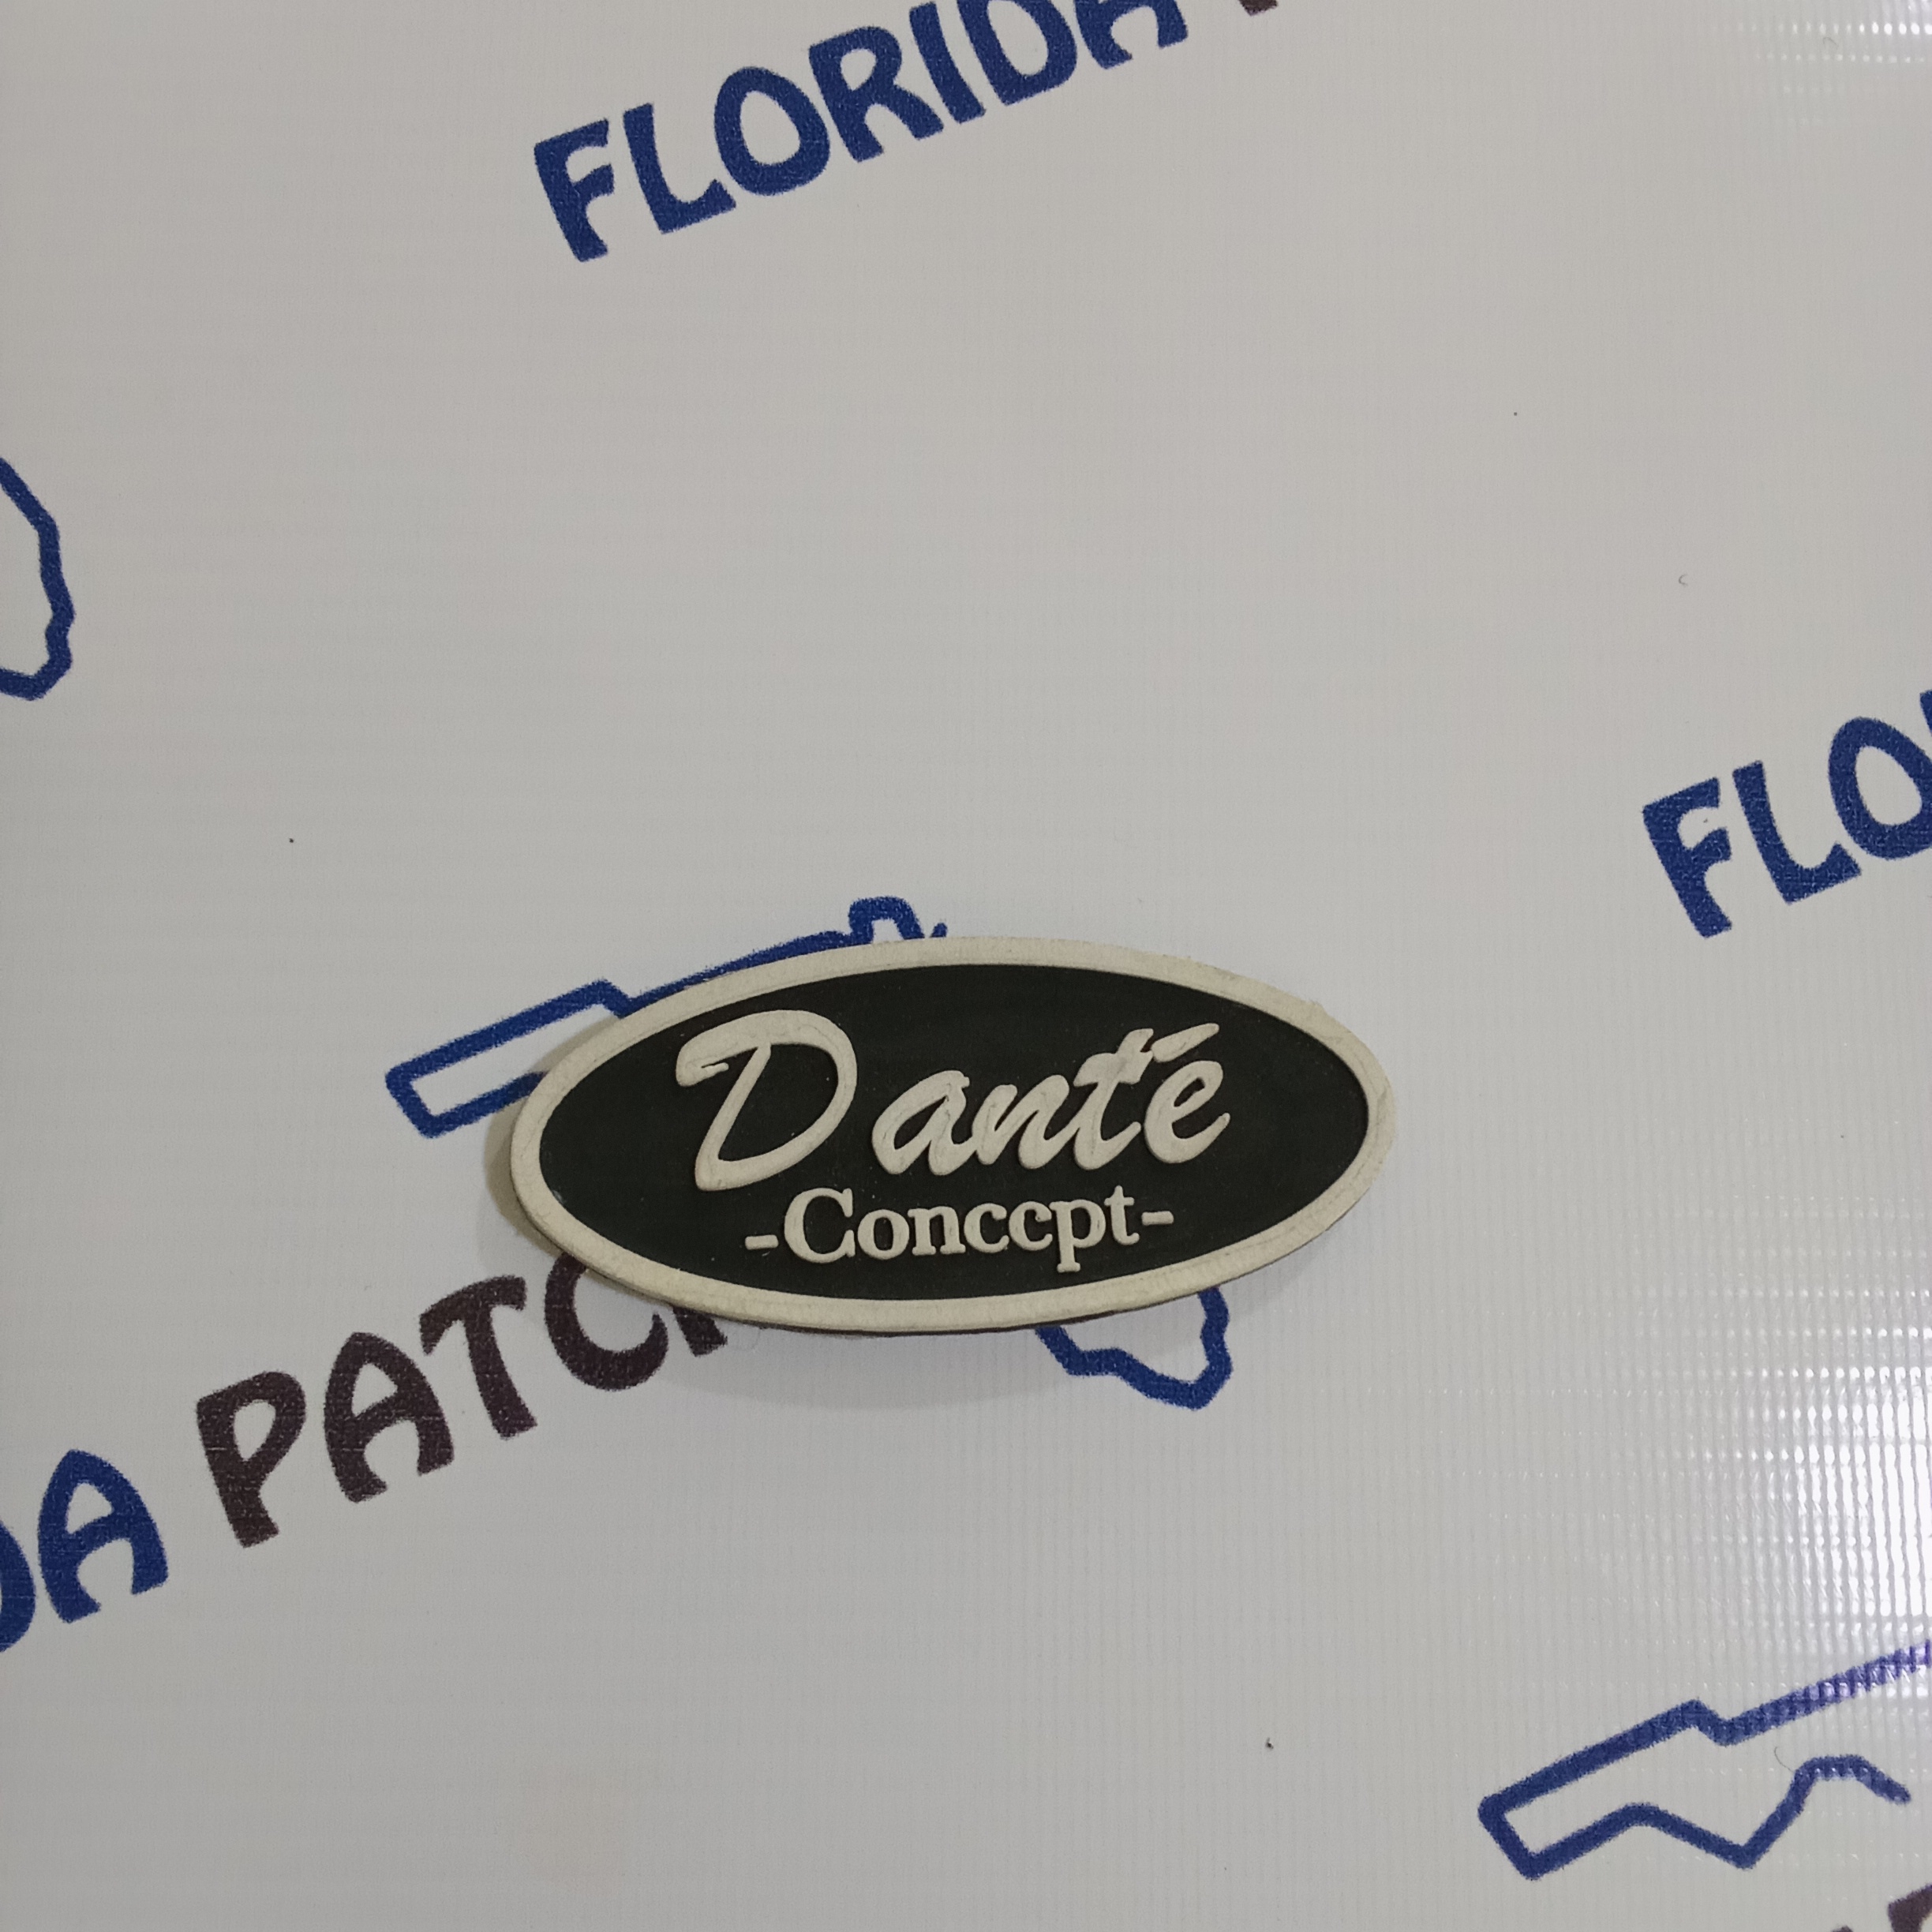 FLORIDA
FLO
Danté
-Conccpt-
DA PATC